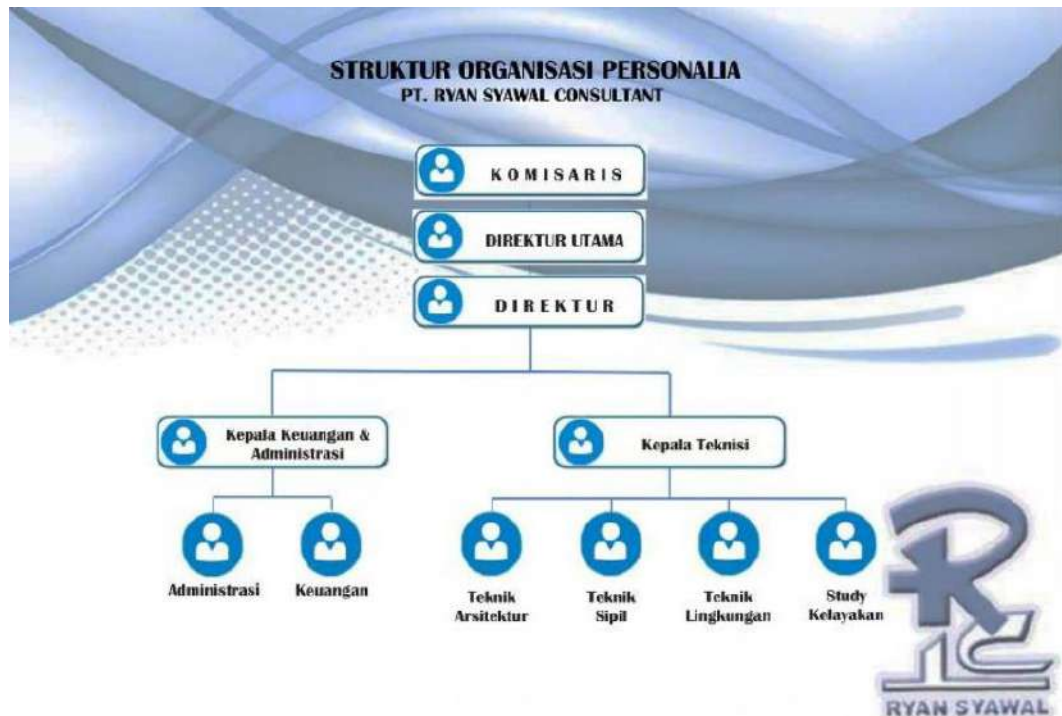 STRUKTUR ORGANISASI PERSONALIA
PT. RYAN SYAWAL CONSULTANT
KOMISARIS
DIREKTUR UTAMA
DIREKTUR
Kepala Keuangan &
Administrasi
Kepala Teknisi
Administrasi
Keuangan
Teknik
Arsitektur
Teknik
Sipil
Teknik
Lingkungan
Study
Kelayakan
RYAN SYAWAL